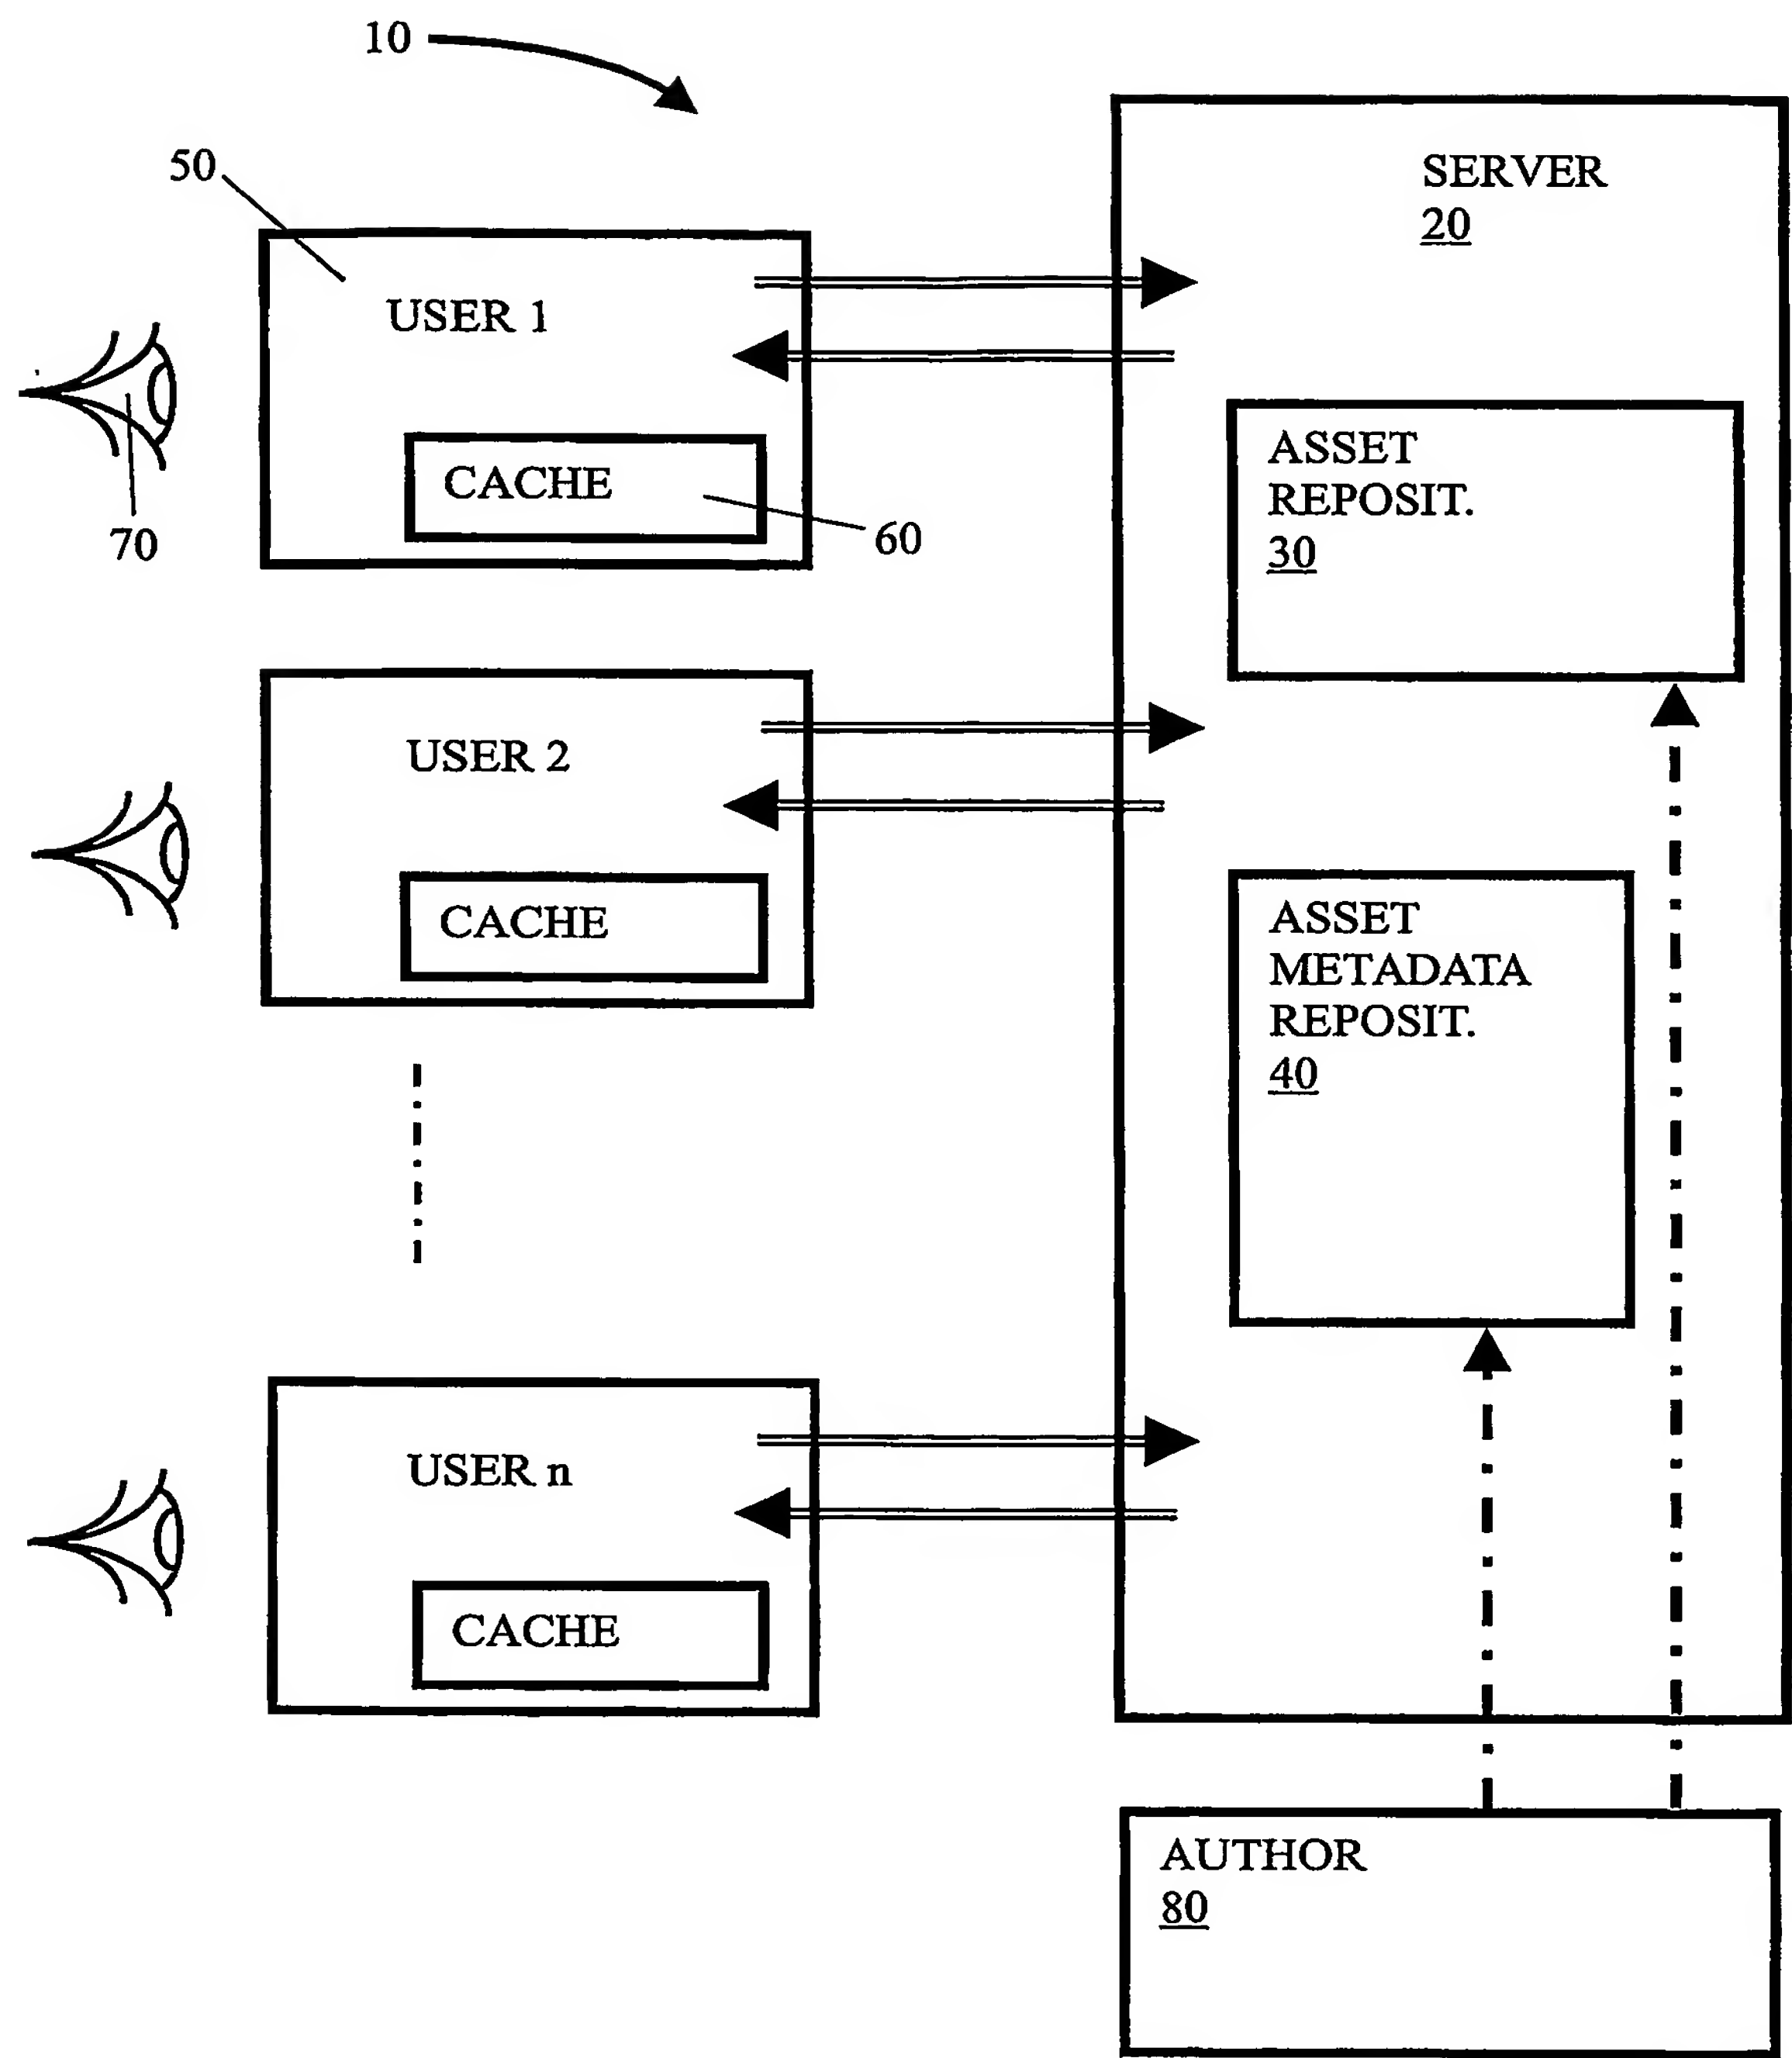 10
50
SERVER
20
USER 1
ASSET
REPOSIT.
30
CACHE
60
70
USER 2
CACHE
ASSET
METADATA
REPOSIT.
40
USER n
CACHE
AUTHOR
80